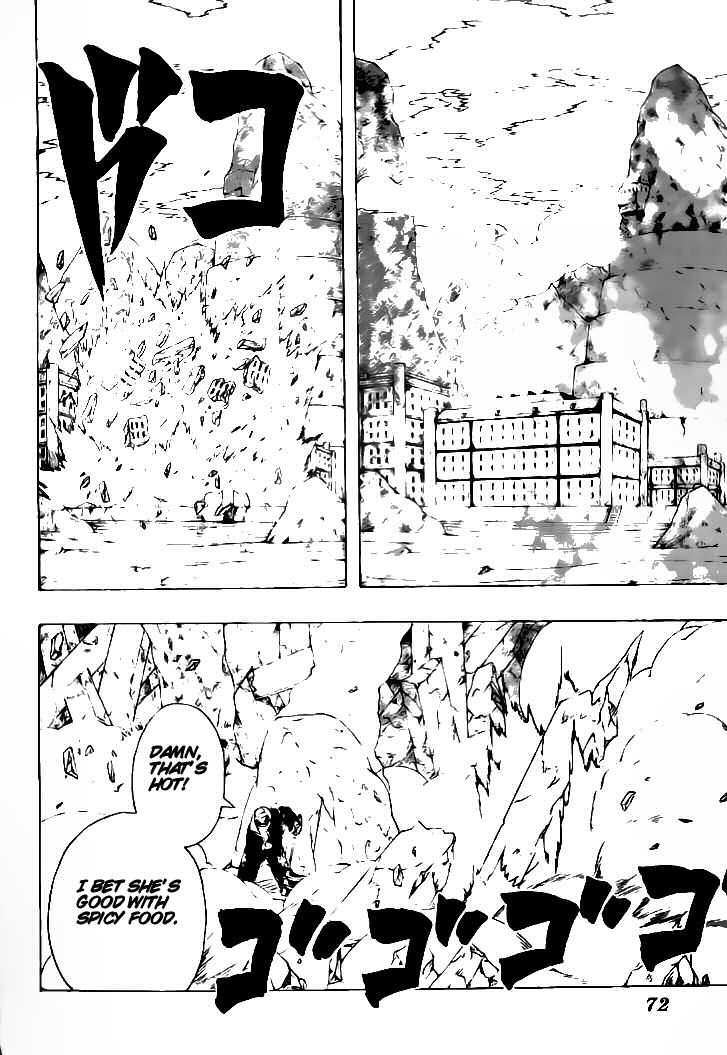 ドコ
DAMN,
THAT'S
HOT!
I BET SHE'S
GOOD WITH
SPICY FOOD.
ゴゴゴゴ
72